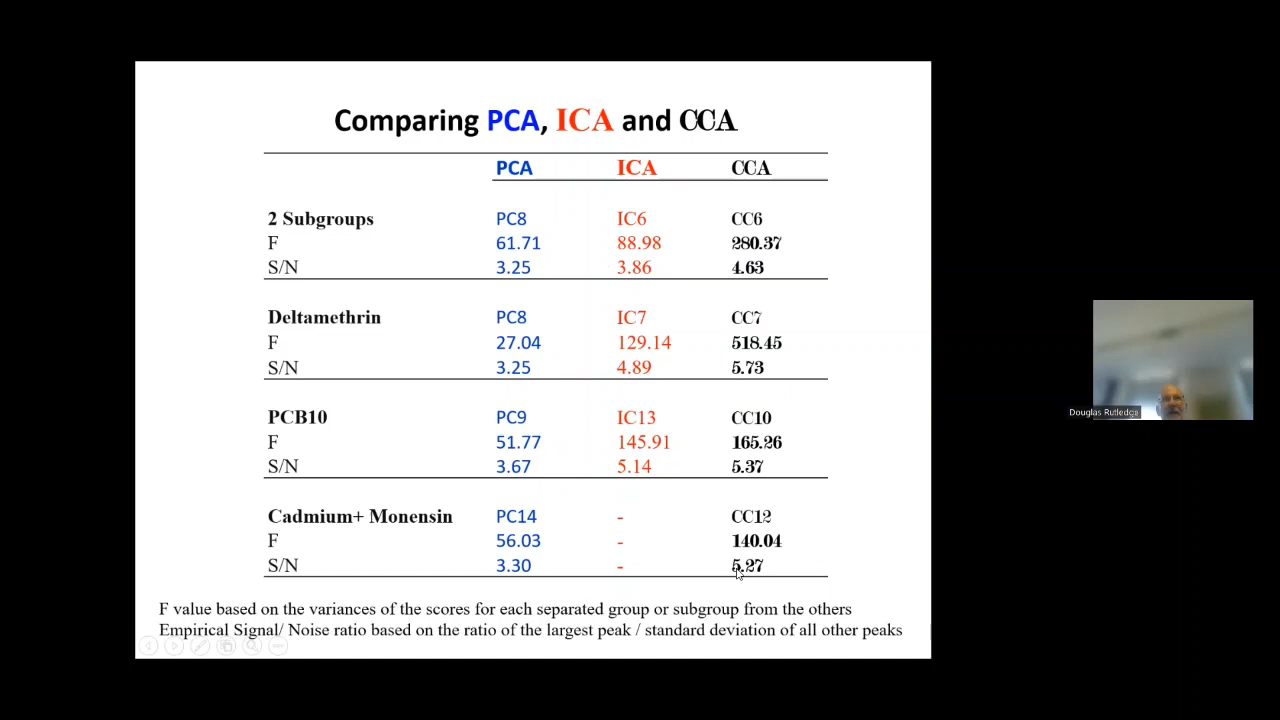 Comparing PCA, ICA and CCA
PCA ICA CCA
2 Subgroups PC8 IC6 CC6
F 61.71 88.98 280.37
S/N 3.25 3.86 4.63
Deltamethrin PC8 IC7 CC7
F 27.04 129.14 518.45
S/N 3.25 4.89 5.73
PCB10 PC9 IC13 CC10
F 51.77 145.91 165.26
S/N 3.67 5.14 5.37
Cadmium+ Monensin PC14 - CC12
F 56.03 - 140.04
S/N 3.30 - 5.27
F value based on the variances of the scores for each separated group or subgroup from the others
Empirical Signal/ Noise ratio based on the ratio of the largest peak / standard deviation of all other peaks
Douglas Rutledge